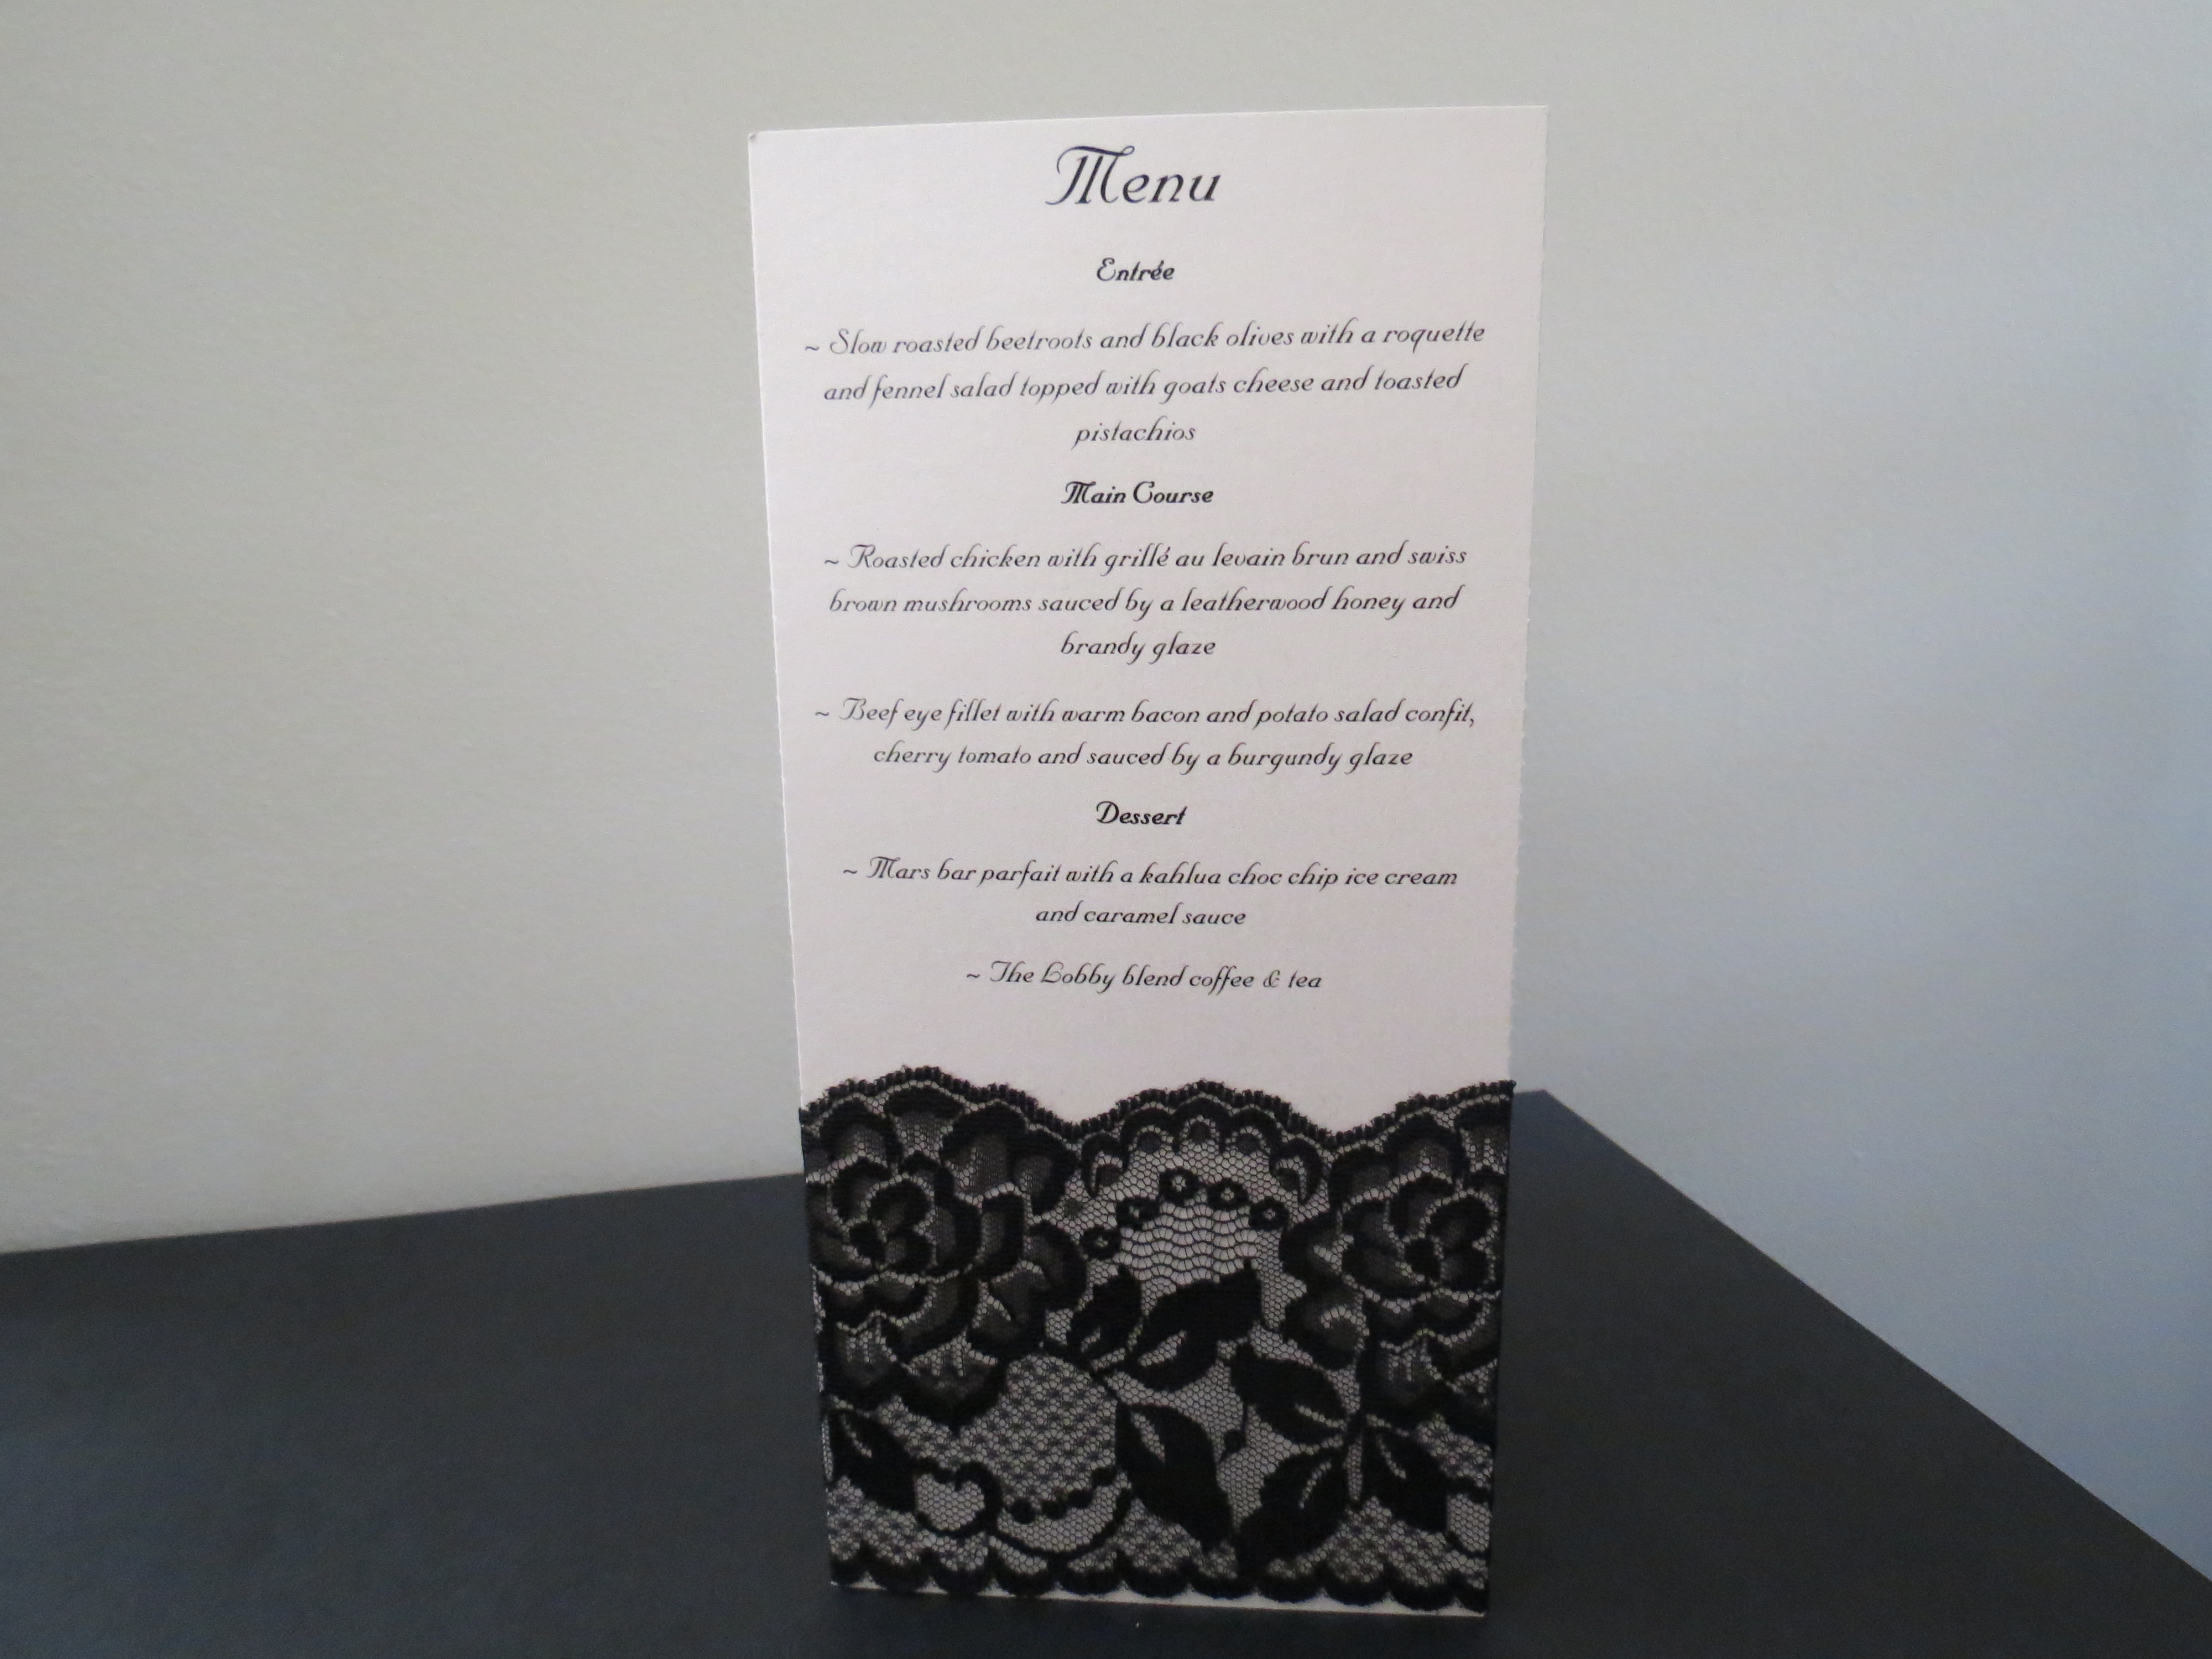 Menu
Entrée
~ Slow roasted beetroots and black olives with a roquette
and fennel salad topped with goats cheese and toasted
pistachios
Main Course
~ Roasted chicken with grillé au levain brun and swiss
brown mushrooms sauced by a leatherwood honey and
brandy glaze
~ Beef eye fillet with warm bacon and potato salad confit,
cherry tomato and sauced by a burgundy glaze
Dessert
~ Mars bar parfait with a kahlua choc chip ice cream
and caramel sauce
~ The Lobby blend coffee & tea